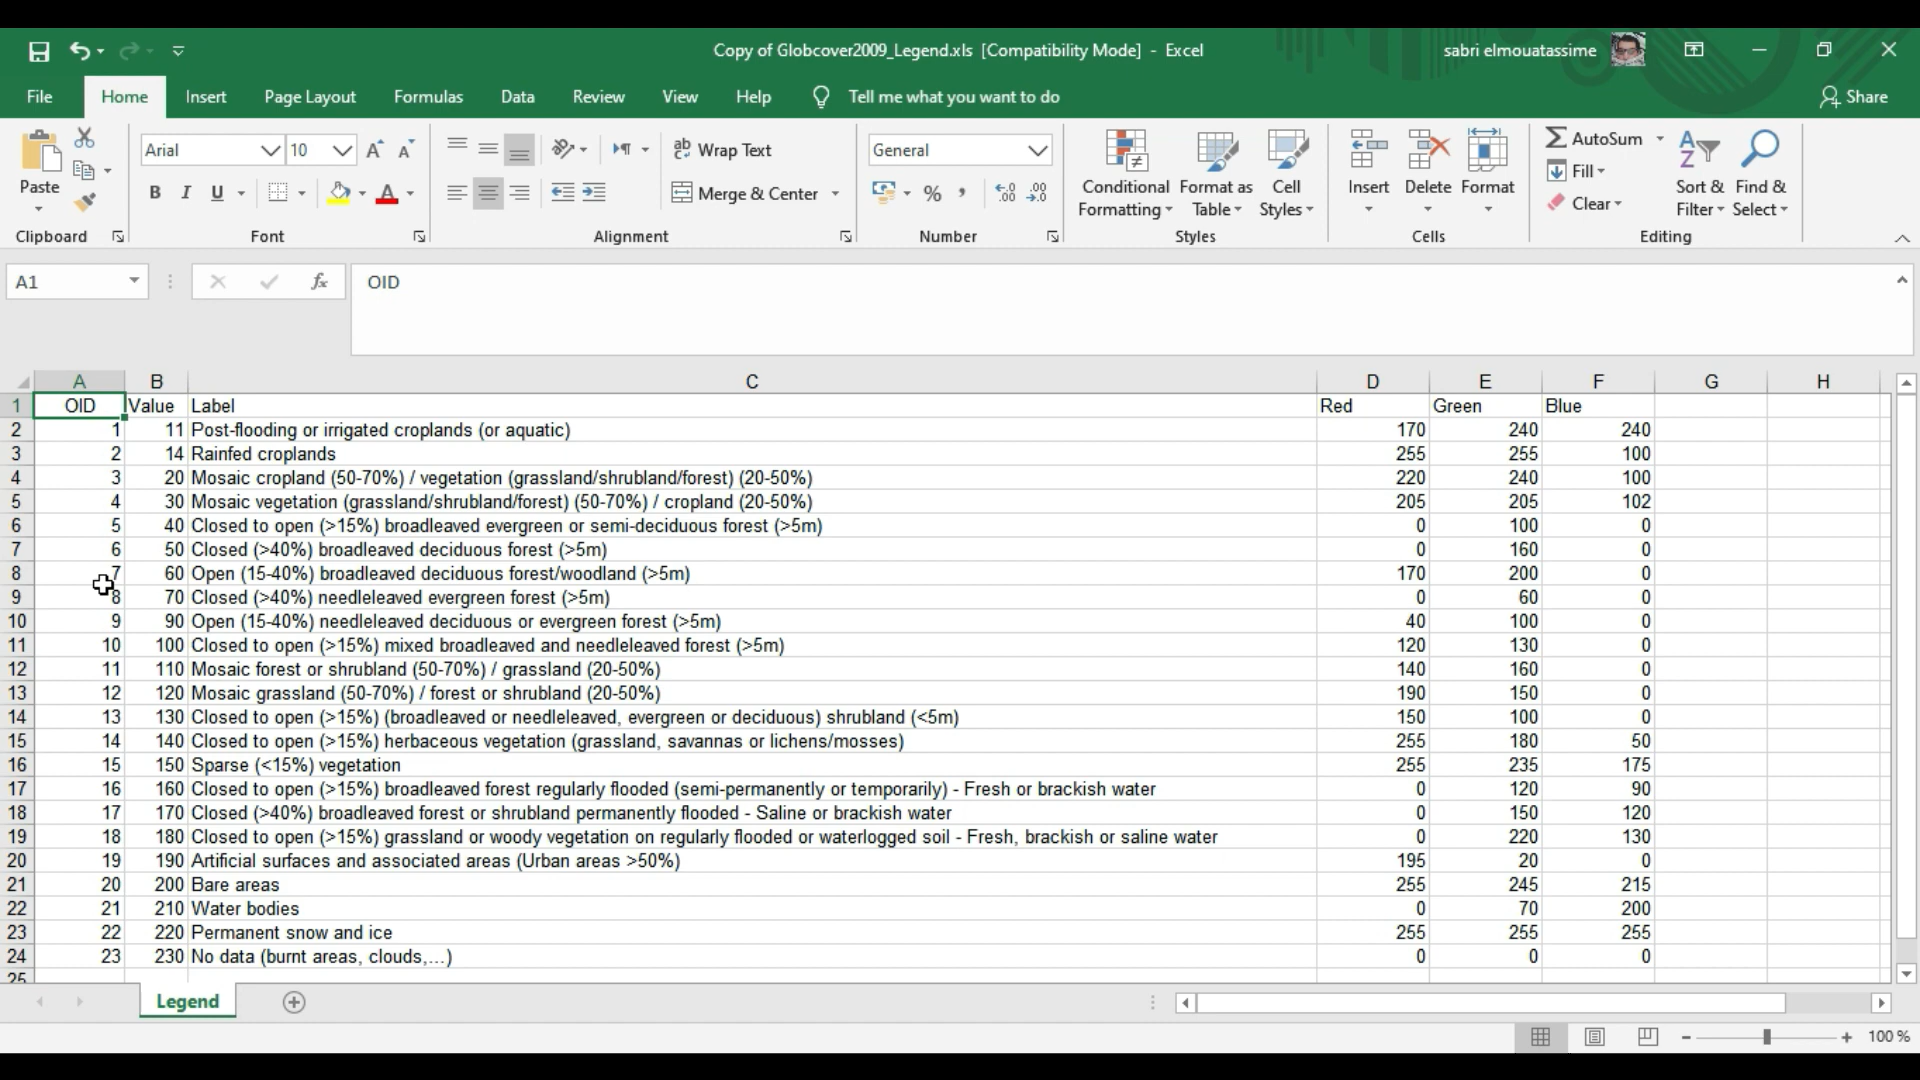 Copy of Globcover2009_Legend.xls [Compatibility Mode] - Excel
sabri elmouatassime
File Home Insert Page Layout Formulas Data Review View Help Tell me what you want to do Share
Arial 10 Wrap Text General AutoSum
Paste B I U Merge & Center % Conditional Formatting Format as Table Cell Styles Insert Delete Format Fill Clear Sort & Filter Find & Select
Clipboard Font Alignment Number Styles Cells Editing
A1 fx OID
A B C D E F G H
1 OID Value Label Red Green Blue
2 1 11 Post-flooding or irrigated croplands (or aquatic) 170 240 240
3 2 14 Rainfed croplands 255 255 100
4 3 20 Mosaic cropland (50-70%) / vegetation (grassland/shrubland/forest) (20-50%) 220 240 100
5 4 30 Mosaic vegetation (grassland/shrubland/forest) (50-70%) / cropland (20-50%) 205 205 102
6 5 40 Closed to open (>15%) broadleaved evergreen or semi-deciduous forest (>5m) 0 100 0
7 6 50 Closed (>40%) broadleaved deciduous forest (>5m) 0 160 0
8 7 60 Open (15-40%) broadleaved deciduous forest/woodland (>5m) 170 200 0
9 8 70 Closed (>40%) needleleaved evergreen forest (>5m) 0 60 0
10 9 90 Open (15-40%) needleleaved deciduous or evergreen forest (>5m) 40 100 0
11 10 100 Closed to open (>15%) mixed broadleaved and needleleaved forest (>5m) 120 130 0
12 11 110 Mosaic forest or shrubland (50-70%) / grassland (20-50%) 140 160 0
13 12 120 Mosaic grassland (50-70%) / forest or shrubland (20-50%) 190 150 0
14 13 130 Closed to open (>15%) (broadleaved or needleleaved, evergreen or deciduous) shrubland (<5m) 150 100 0
15 14 140 Closed to open (>15%) herbaceous vegetation (grassland, savannas or lichens/mosses) 255 180 50
16 15 150 Sparse (<15%) vegetation 255 235 175
17 16 160 Closed to open (>15%) broadleaved forest regularly flooded (semi-permanently or temporarily) - Fresh or brackish water 0 120 90
18 17 170 Closed (>40%) broadleaved forest or shrubland permanently flooded - Saline or brackish water 0 150 120
19 18 180 Closed to open (>15%) grassland or woody vegetation on regularly flooded or waterlogged soil - Fresh, brackish or saline water 0 220 130
20 19 190 Artificial surfaces and associated areas (Urban areas >50%) 195 20 0
21 20 200 Bare areas 255 245 215
22 21 210 Water bodies 0 70 200
23 22 220 Permanent snow and ice 255 255 255
24 23 230 No data (burnt areas, clouds,...) 0 0 0
25
Legend
100 %